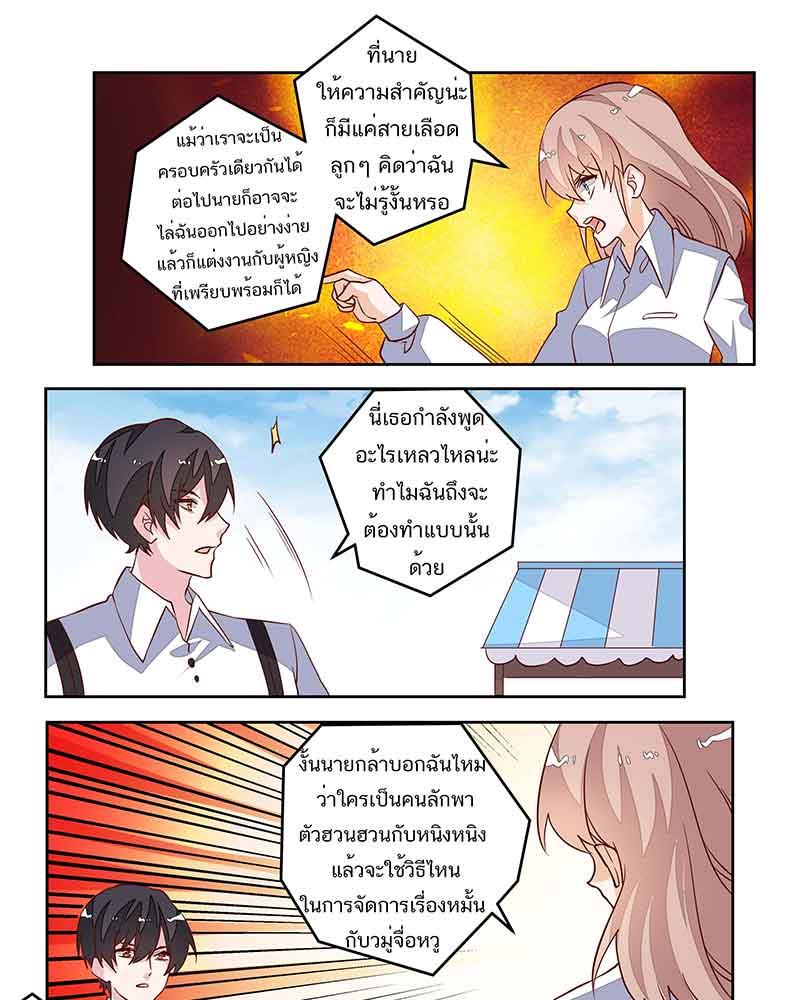 ที่นาย
ให้ความสำคัญน่ะ
ก็มีแค่สายเลือด
ลูกๆ คิดว่าฉัน
จะไม่รู้งั้นหรอ
แม้ว่าเราจะเป็น
ครอบครัวเดียวกันได้
ต่อไปนายก็อาจจะ
ไล่ฉันออกไปอย่างง่าย
แล้วก็แต่งงานกับผู้หญิง
ที่เพรียบพร้อมก็ได้
นี่เธอกำลังพูด
อะไรเหลวไหลน่ะ
ทำไมฉันถึงจะ
ต้องทำแบบนั้น
ด้วย
งั้นนายกล้าบอกฉันไหม
ว่าใครเป็นคนลักพา
ตัวฮวนฮวนกับหนิงหนิง
แล้วจะใช้วิธีไหน
ในการจัดการเรื่องหมั้น
กับวมู่จื่อหวู